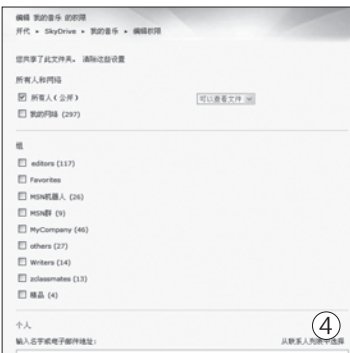 编辑 我的音乐 的权限
开代 ▸ SkyDrive ▸ 我的音乐 ▸ 编辑权限
您共享了此文件夹。 清除这些设置
所有人和网络
所有人(公开) 可以查看文件
我的网络 (297)
组
editors (117)
Favorites
MSN机器人 (26)
MSN群 (9)
MyCompany (46)
others (27)
Writers (14)
zclassmates (13)
精品 (4)
个人
输入名字或电子邮件地址: 从联系人列表中选择
④